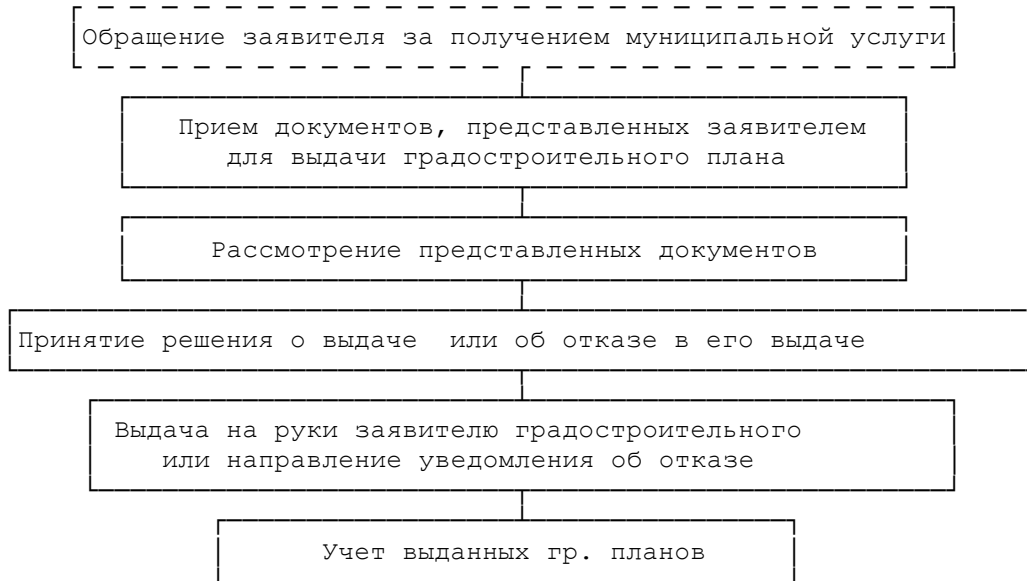 Обращение заявителя за получением муниципальной услуги
Прием документов, представленных заявителем
для выдачи градостроительного плана
Рассмотрение представленных документов
Принятие решения о выдаче или об отказе в его выдаче
Выдача на руки заявителю градостроительного
или направление уведомления об отказе
Учет выданных гр. планов